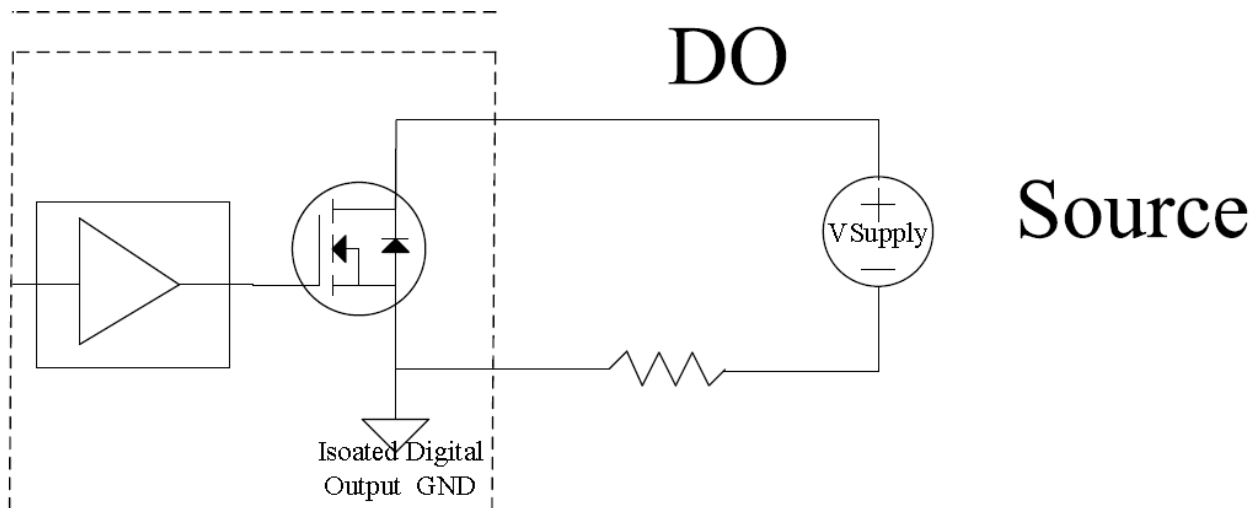 DO
Source
+
V Supply
Isoated Digital
Output GND